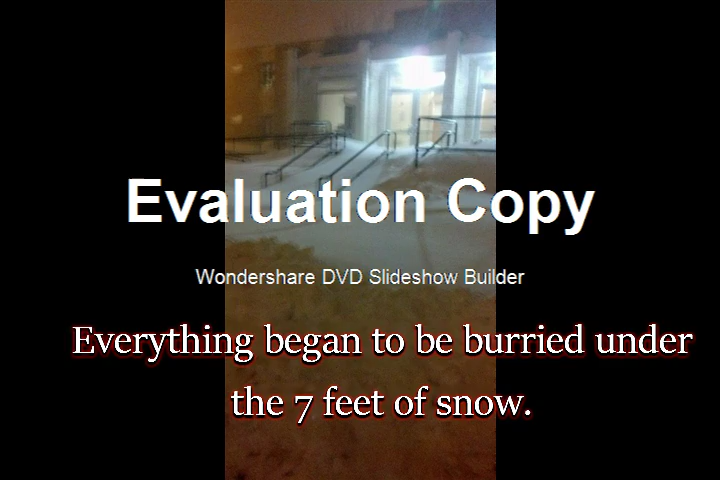 Evaluation Copy
Wondershare DVD Slideshow Builder
Everything began to be burried under
the 7 feet of snow.